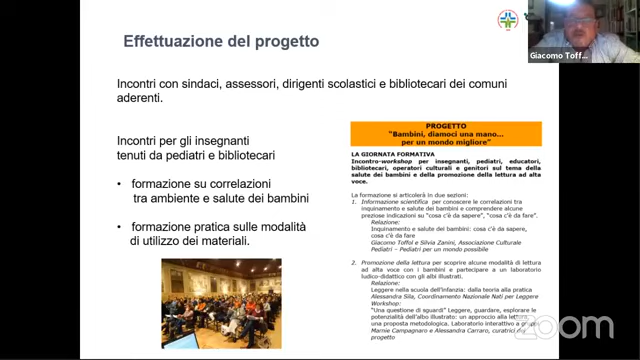 Effettuazione del progetto
Giacomo Toff...
Incontri con sindaci, assessori, dirigenti scolastici e bibliotecari dei comuni
aderenti.
Incontri per gli insegnanti
tenuti da pediatri e bibliotecari
• formazione su correlazioni
tra ambiente e salute dei bambini
• formazione pratica sulle modalità
di utilizzo dei materiali.
PROGETTO
"Bambini, diamoci una mano...
per un mondo migliore"
LA GIORNATA FORMATIVA
Incontro-workshop per insegnanti, pediatri, educatori,
bibliotecari, operatori culturali e genitori sul tema della
salute dei bambini e della promozione della lettura ad alta
voce.
La formazione si articolerà in due sezioni:
1. Informazione scientifica per conoscere le correlazioni tra
inquinamento e salute dei bambini e comprendere alcune
preziose indicazioni su "cosa c'è da sapere", "cosa c'è da fare".
Relazione:
Inquinamento e salute dei bambini: cosa c'è da sapere,
cosa c'è da fare
Giacomo Toffol e Silvia Zanini, Associazione Culturale
Pediatri - Pediatri per un mondo possibile
2. Promozione della lettura per scoprire alcune modalità di lettura
ad alta voce con i bambini e partecipare a un laboratorio
ludico-didattico con gli albi illustrati.
Relazione:
Leggere nella scuola dell'infanzia: dalla teoria alla pratica
Alessandra Sila, Coordinamento Nazionale Nati per Leggere
Workshop:
"Una questione di sguardi" Leggere, guardare, esplorare le
potenzialità dell'albo illustrato: un approccio alla lettura
una proposta metodologica. Laboratorio interattivo a gruppi
Marnie Campagnaro e Alessandra Carraro, curatrici del
progetto
zoom